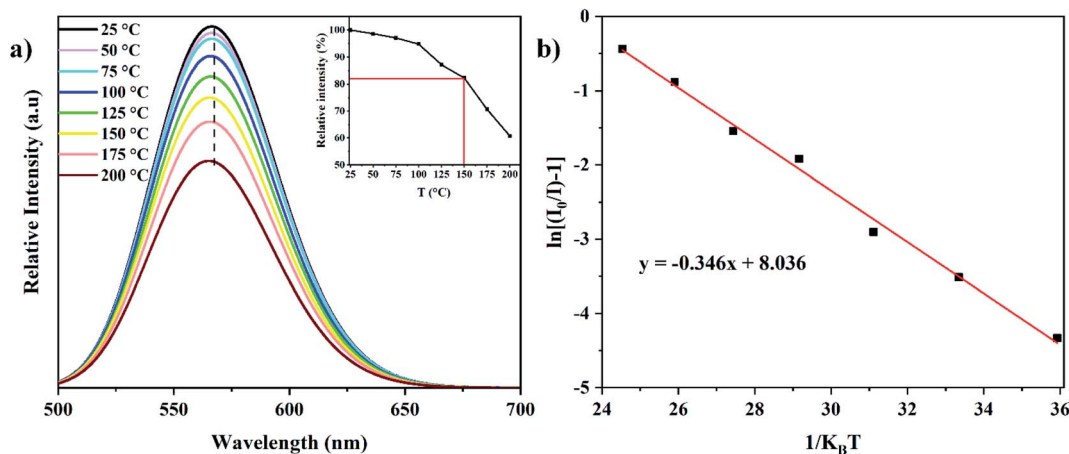 a)
25 °C
50 °C
75 °C
100 °C
125 °C
150 °C
175 °C
200 °C
Relative Intensity (a.u)
500 550 600 650 700
Wavelength (nm)
Relative intensity (%)
100
90
80
70
60
50
25 50 75 100 125 150 175 200
T (°C)
b)
ln[(I₀/I)-1]
-0
-1
-2
-3
-4
-5
y = -0.346x + 8.036
24 26 28 30 32 34 36
1/K_BT